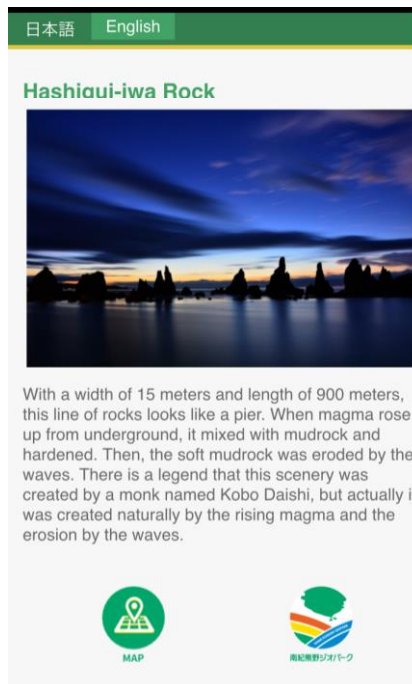 日本語 English
Hashigui-iwa Rock
With a width of 15 meters and length of 900 meters,
this line of rocks looks like a pier. When magma rose
up from underground, it mixed with mudrock and
hardened. Then, the soft mudrock was eroded by the
waves. There is a legend that this scenery was
created by a monk named Kobo Daishi, but actually i
was created naturally by the rising magma and the
erosion by the waves.
MAP
南紀熊野ジオパーク